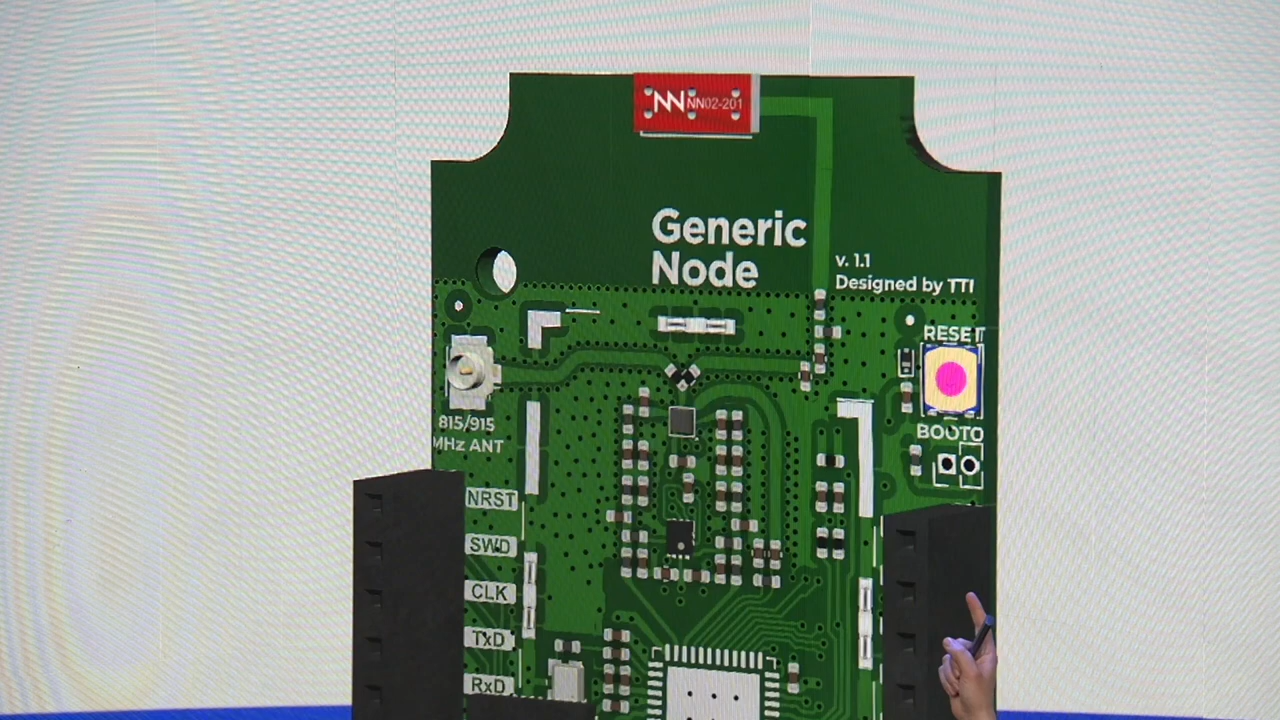 NN02-201
Generic
Node
v. 1.1
Designed by TTI
RESET
815/915
MHz ANT
BOOT0
NRST
SWD
CLK
TxD
RxD